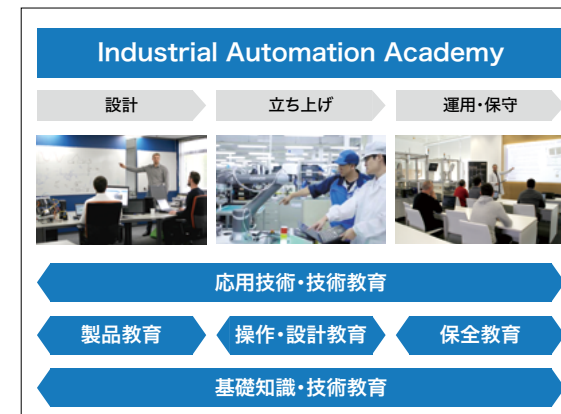 Industrial Automation Academy
設計 立ち上げ 運用・保守
応用技術・技術教育
製品教育 操作・設計教育 保全教育
基礎知識・技術教育